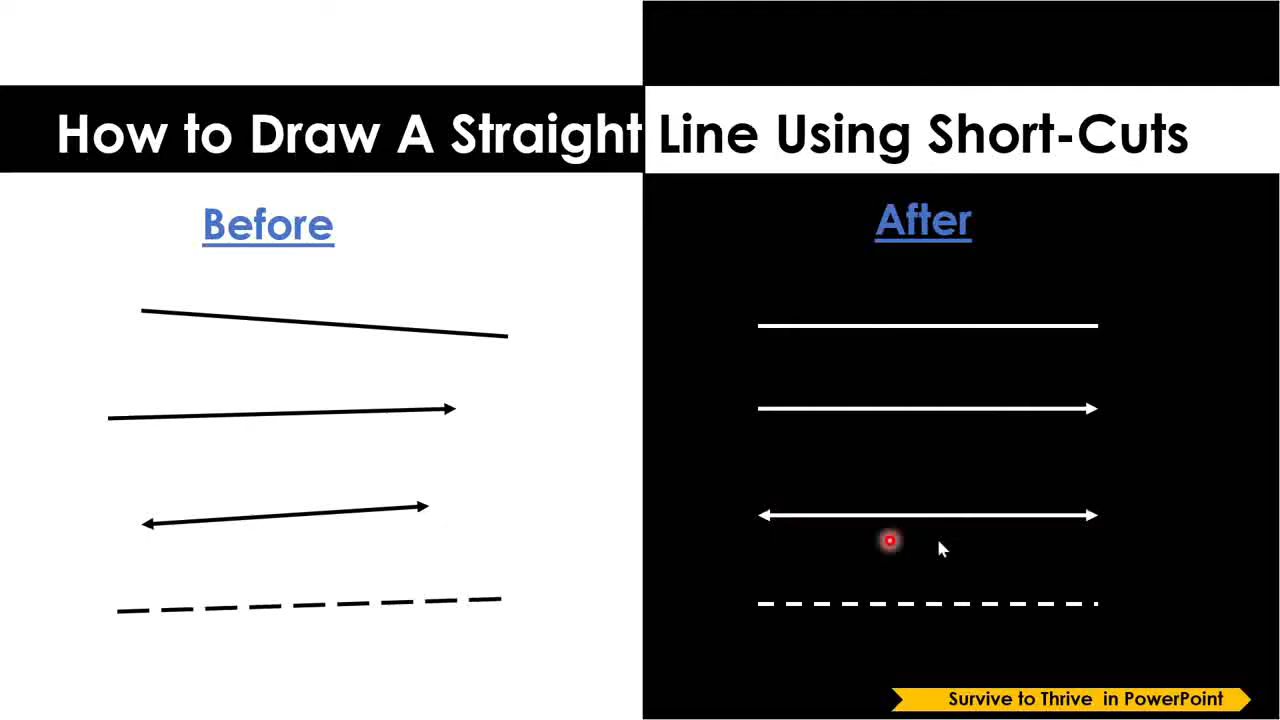 How to Draw A Straight Line Using Short-Cuts
Before
After
Survive to Thrive in PowerPoint